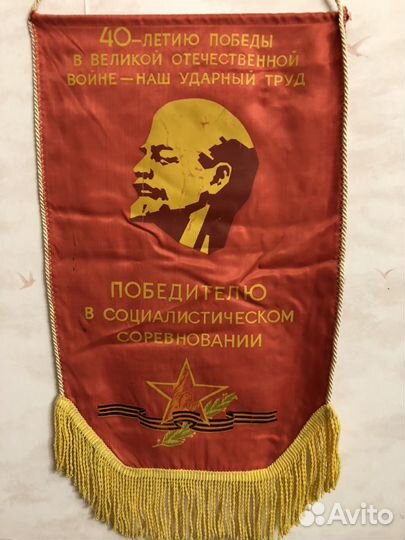 40-ЛЕТИЮ ПОБЕДЫ
В ВЕЛИКОЙ ОТЕЧЕСТВЕННОЙ
ВОЙНЕ — НАШ УДАРНЫЙ ТРУД
ПОБЕДИТЕЛЮ
В СОЦИАЛИСТИЧЕСКОМ
СОРЕВНОВАНИИ
Avito